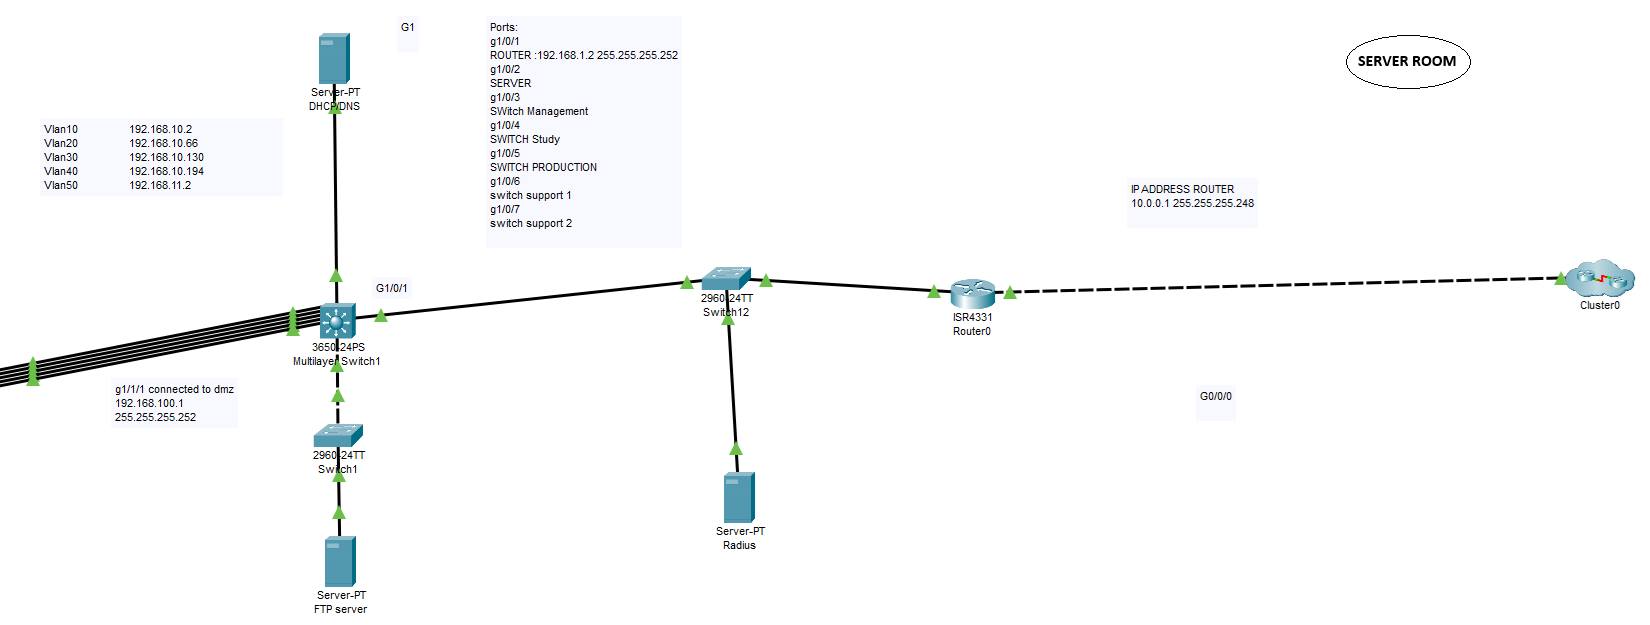 G1
Ports:
g1/0/1
ROUTER :192.168.1.2 255.255.255.252
g1/0/2
SERVER
g1/0/3
SWitch Management
g1/0/4
SWITCH Study
g1/0/5
SWITCH PRODUCTION
g1/0/6
switch support 1
g1/0/7
switch support 2
SERVER ROOM
Server-PT
DHCP/DNS
Vlan10 192.168.10.2
Vlan20 192.168.10.66
Vlan30 192.168.10.130
Vlan40 192.168.10.194
Vlan50 192.168.11.2
IP ADDRESS ROUTER
10.0.0.1 255.255.255.248
G1/0/1
2960-24TT
Switch12
ISR4331
Router0
Cluster0
3650-24PS
Multilayer Switch1
g1/1/1 connected to dmz
192.168.100.1
255.255.255.252
G0/0/0
2960-24TT
Switch1
Server-PT
Radius
Server-PT
FTP server